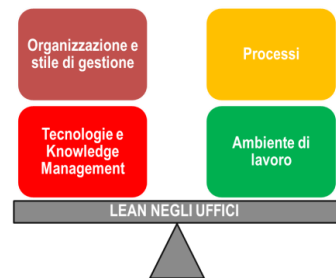 Organizzazione e
stile di gestione
Processi
Tecnologie e
Knowledge
Management
Ambiente di
lavoro
LEAN NEGLI UFFICI